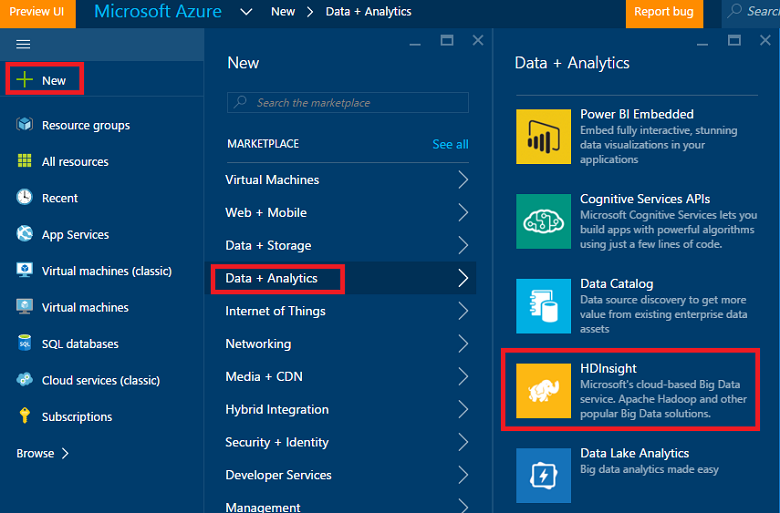 Preview UI
Microsoft Azure
New > Data + Analytics
Report bug
Search
New
Resource groups
All resources
Recent
App Services
Virtual machines (classic)
Virtual machines
SQL databases
Cloud services (classic)
Subscriptions
Browse >
New
Search the marketplace
MARKETPLACE
See all
Virtual Machines
Web + Mobile
Data + Storage
Data + Analytics
Internet of Things
Networking
Media + CDN
Hybrid Integration
Security + Identity
Developer Services
Management
Data + Analytics
Power BI Embedded
Embed fully interactive, stunning
data visualizations in your
applications
Cognitive Services APIs
Microsoft Cognitive Services lets you
build apps with powerful algorithms
using just a few lines of code.
Data Catalog
Data source discovery to get more
value from existing enterprise data
assets
HDInsight
Microsoft's cloud-based Big Data
service. Apache Hadoop and other
popular Big Data solutions.
Data Lake Analytics
Big data analytics made easy